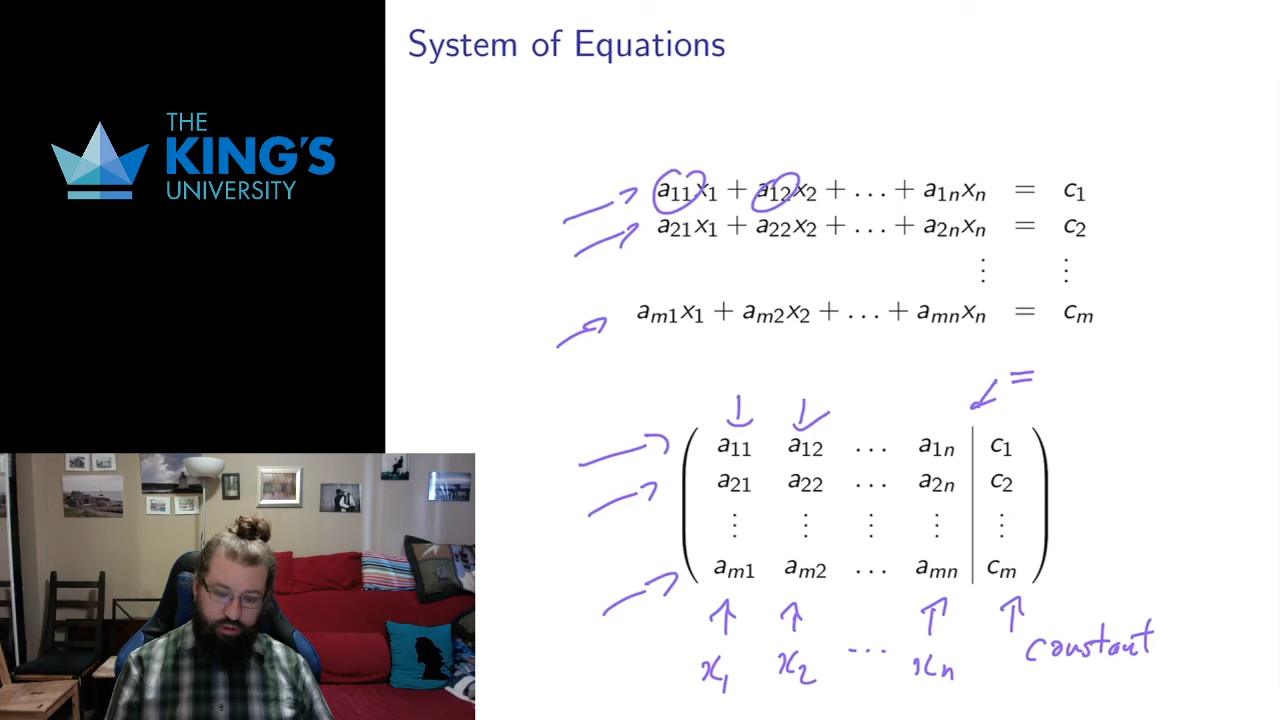 System of Equations
THE
KING'S
UNIVERSITY
a₁₁x₁ + a₁₂x₂ + ... + a₁ₙxₙ = c₁
a₂₁x₁ + a₂₂x₂ + ... + a₂ₙxₙ = c₂
⋮ ⋮
aₘ₁x₁ + aₘ₂x₂ + ... + aₘₙxₙ = cₘ
=
a₁₁ a₁₂ ... a₁ₙ | c₁
a₂₁ a₂₂ ... a₂ₙ | c₂
⋮ ⋮ ⋮ ⋮ | ⋮
aₘ₁ aₘ₂ ... aₘₙ | cₘ
x₁ x₂ ... xₙ constant